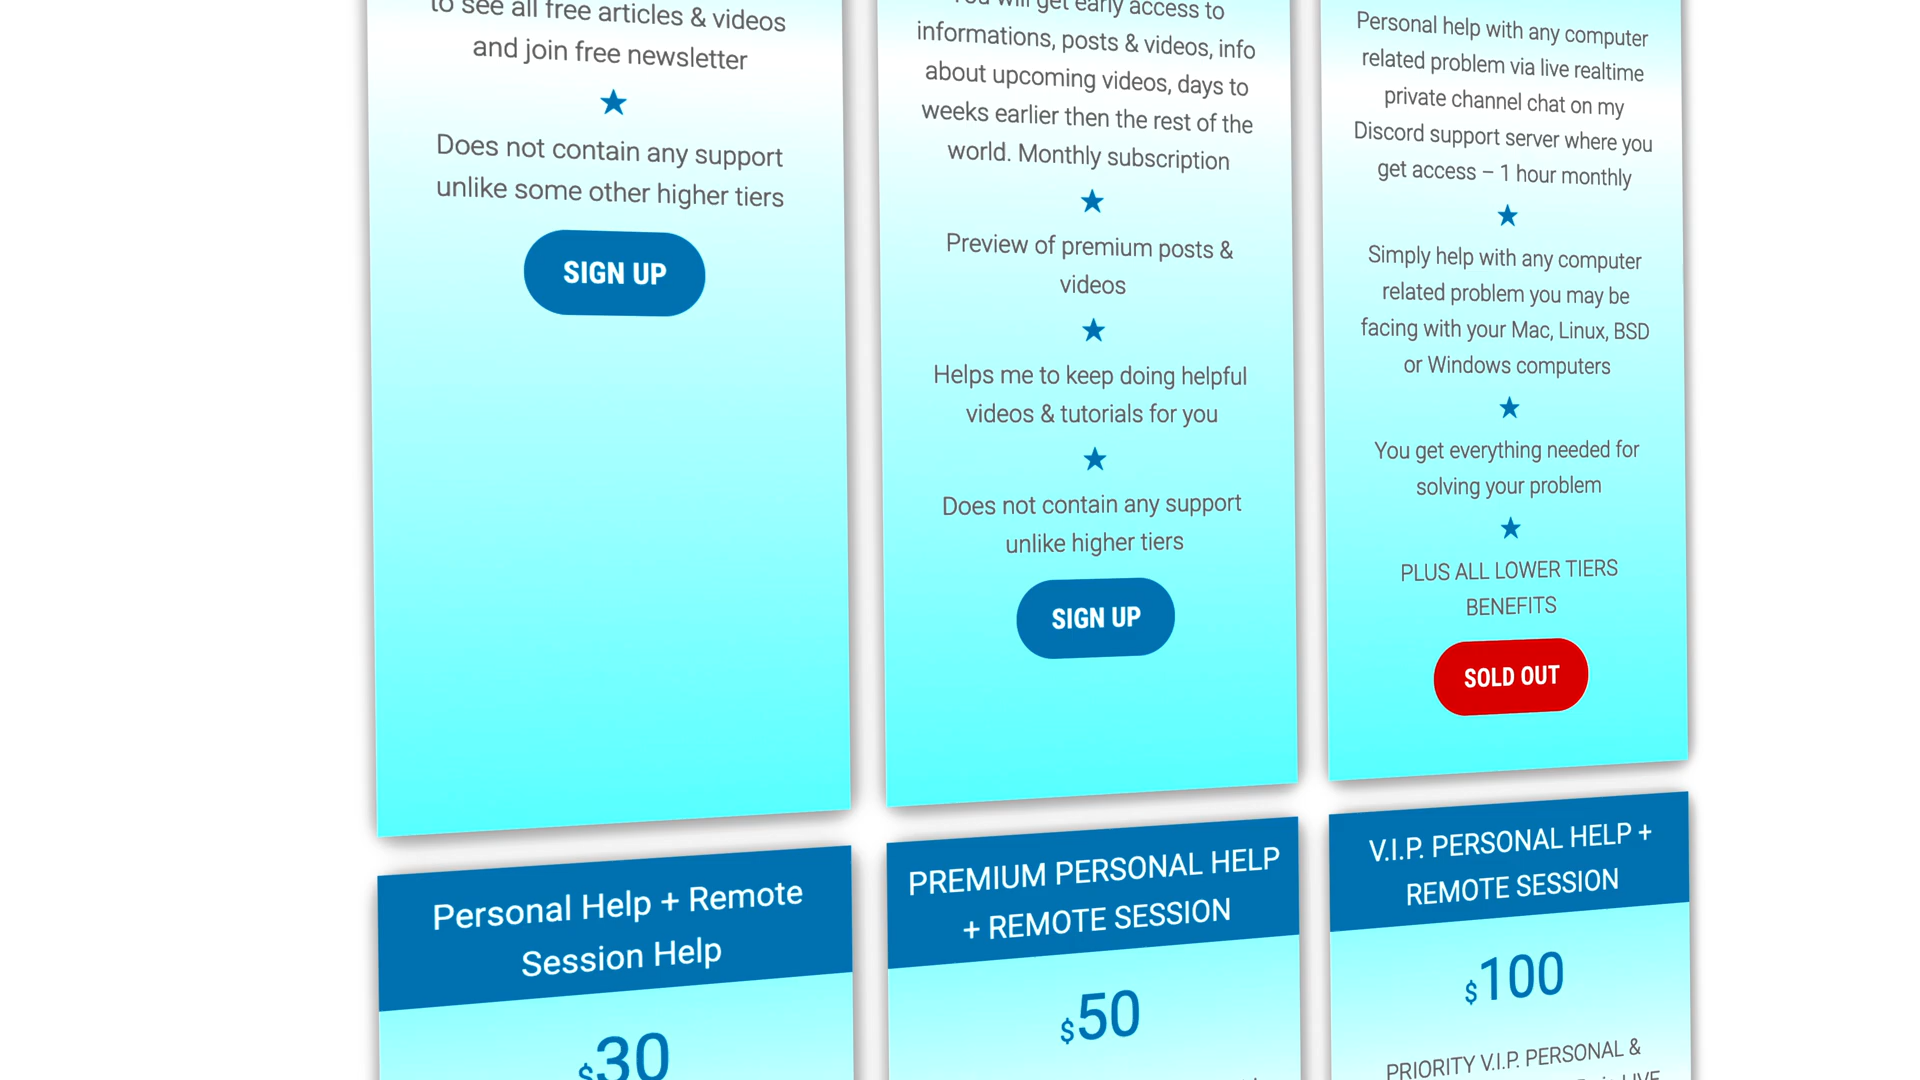 to see all free articles & videos
and join free newsletter
Does not contain any support
unlike some other higher tiers
SIGN UP
You will get early access to
informations, posts & videos, info
about upcoming videos, days to
weeks earlier then the rest of the
world. Monthly subscription
Preview of premium posts &
videos
Helps me to keep doing helpful
videos & tutorials for you
Does not contain any support
unlike higher tiers
SIGN UP
Personal help with any computer
related problem via live realtime
private channel chat on my
Discord support server where you
get access – 1 hour monthly
Simply help with any computer
related problem you may be
facing with your Mac, Linux, BSD
or Windows computers
You get everything needed for
solving your problem
PLUS ALL LOWER TIERS
BENEFITS
SOLD OUT
Personal Help + Remote
Session Help
$30
PREMIUM PERSONAL HELP
+ REMOTE SESSION
$50
V.I.P. PERSONAL HELP +
REMOTE SESSION
$100
PRIORITY V.I.P. PERSONAL &
LIVE